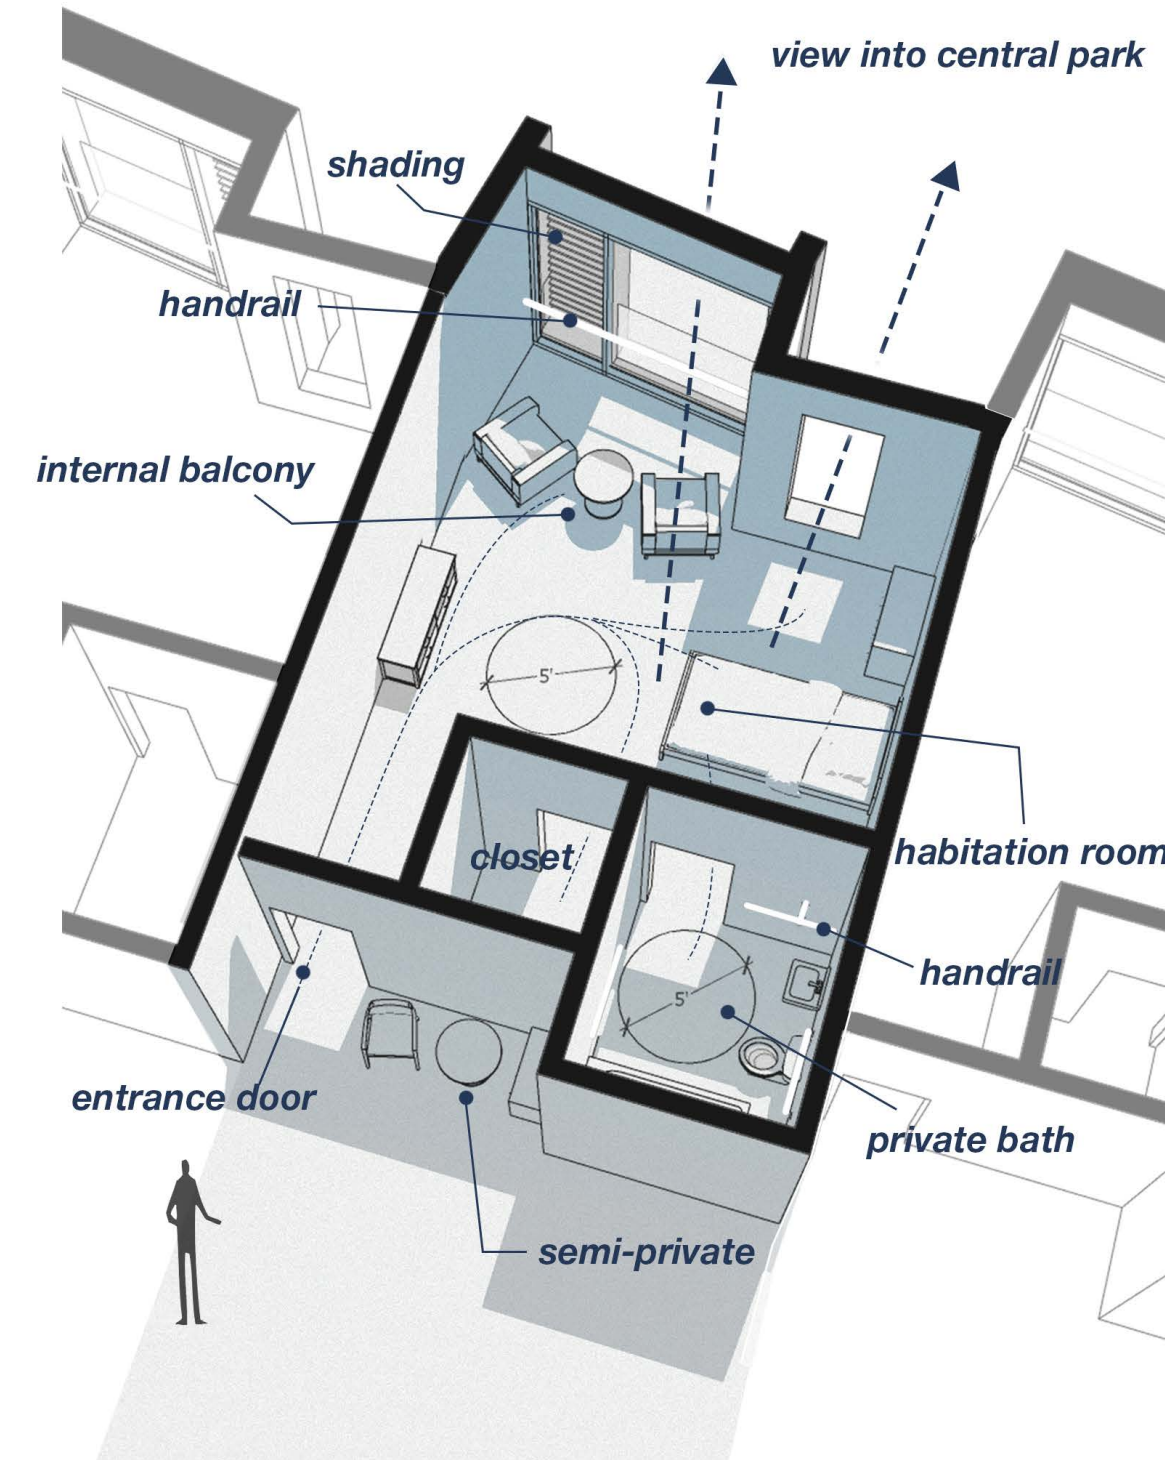 view into central park
shading
handrail
internal balcony
5'
habitation room
closet
handrail
5'
entrance door
private bath
semi-private